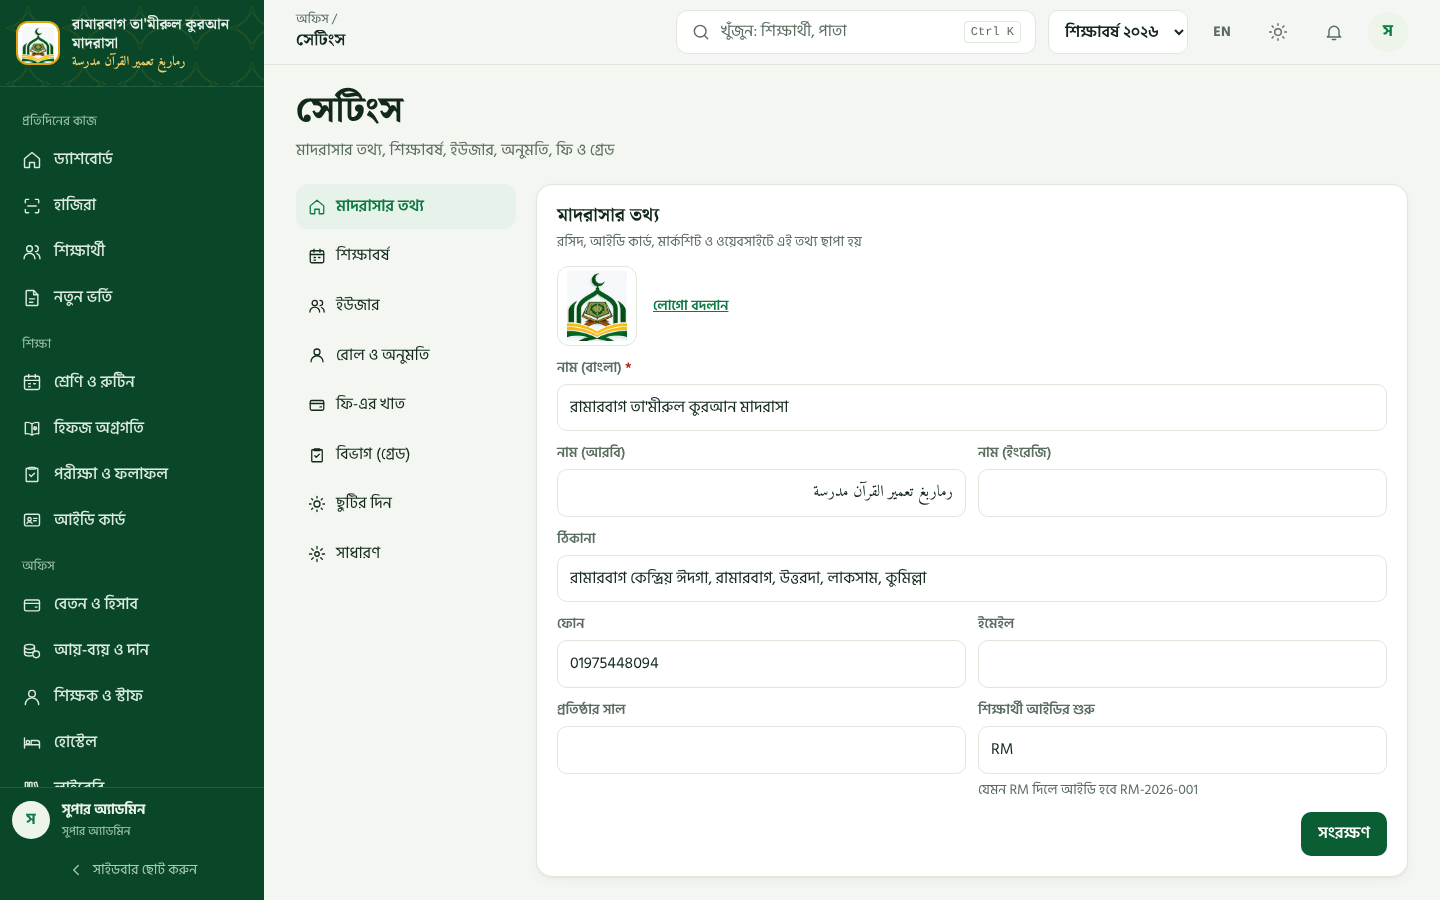 রামারবাগ তা'মীরুল কুরআন
মাদরাসা
رماربغ تعمير القرآن مدرسة
প্রতিদিনের কাজ
ড্যাশবোর্ড
হাজিরা
শিক্ষার্থী
নতুন ভর্তি
শিক্ষা
শ্রেণি ও রুটিন
হিফজ অগ্রগতি
পরীক্ষা ও ফলাফল
আইডি কার্ড
অফিস
বেতন ও হিসাব
আয়-ব্যয় ও দান
শিক্ষক ও স্টাফ
হোস্টেল
স
সুপার অ্যাডমিন
সুপার অ্যাডমিন
সাইডবার ছোট করুন
অফিস /
সেটিংস
খুঁজুন: শিক্ষার্থী, পাতা
Ctrl K
শিক্ষাবর্ষ ২০২৬
EN
স
সেটিংস
মাদরাসার তথ্য, শিক্ষাবর্ষ, ইউজার, অনুমতি, ফি ও গ্রেড
মাদরাসার তথ্য
শিক্ষাবর্ষ
ইউজার
রোল ও অনুমতি
ফি-এর খাত
বিভাগ (গ্রেড)
ছুটির দিন
সাধারণ
মাদরাসার তথ্য
রসিদ, আইডি কার্ড, মার্কশিট ও ওয়েবসাইটে এই তথ্য ছাপা হয়
লোগো বদলান
নাম (বাংলা) *
রামারবাগ তা'মীরুল কুরআন মাদরাসা
নাম (আরবি)
رماربغ تعمير القرآن مدرسة
নাম (ইংরেজি)
ঠিকানা
রামারবাগ কেন্দ্রিয় ঈদগা, রামারবাগ, উত্তরদা, লাকসাম, কুমিল্লা
ফোন
01975448094
ইমেইল
প্রতিষ্ঠার সাল
শিক্ষার্থী আইডির শুরু
RM
যেমন RM দিলে আইডি হবে RM-2026-001
সংরক্ষণ